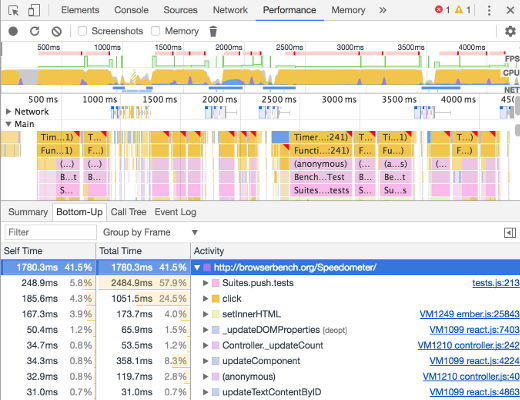 Elements Console Sources Network Performance Memory » 1 1
Screenshots Memory
500ms 1000ms 1500ms 2000ms 2500ms 3000ms 3500ms 4000ms
FPS
CPU
NET
500 ms 1000 ms 1500 ms 2000 ms 2500 ms 3000 ms 3500 ms 4000 ms 450
Network
Main
Tim…1) T…) Timer…:241) T…) Ti…1) T…)
Fun…1) F…) Functi…:241) F…) Fu…1) F…)
(…) (…) (anonymous) (…) (a…s) (…)
B…t B… Bench…Test B…t Be…t
S… S… Suites….tests S… Su…s
Summary Bottom-Up Call Tree Event Log
Filter Group by Frame
Self Time Total Time Activity
1780.3ms 41.5% 1780.3ms 41.5% http://browserbench.org/Speedometer/
248.9ms 5.8% 2484.9ms 57.9% Suites.push.tests tests.js:213
185.6ms 4.3% 1051.5ms 24.5% click
167.3ms 3.9% 173.7ms 4.0% setInnerHTML VM1249 ember.js:25843
50.4ms 1.2% 65.9ms 1.5% _updateDOMProperties [deopt] VM1099 react.js:7403
34.7ms 0.8% 53.5ms 1.2% Controller._updateCount VM1210 controller.js:242
34.3ms 0.8% 358.1ms 8.3% updateComponent VM1099 react.js:4224
32.9ms 0.8% 119.7ms 2.8% (anonymous) VM1210 controller.js:40
31.0ms 0.7% 31.0ms 0.7% updateTextContentByID VM1099 react.js:4863